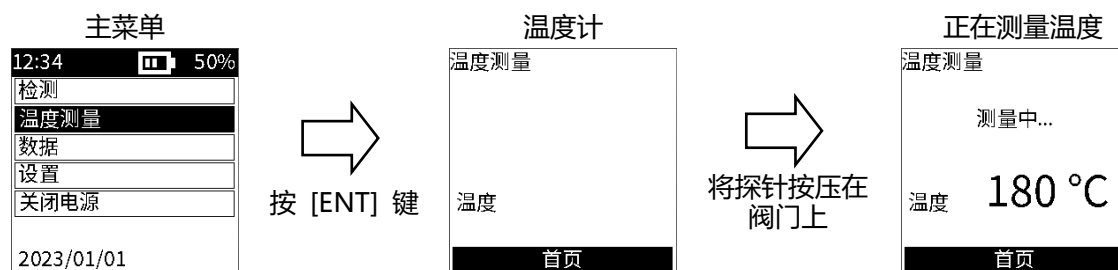 主菜单
12:34 50%
检测
温度测量
数据
设置
关闭电源
2023/01/01
按 [ENT] 键
温度计
温度测量
温度
首页
将探针按压在
阀门上
正在测量温度
温度测量
测量中...
温度 180 °C
首页